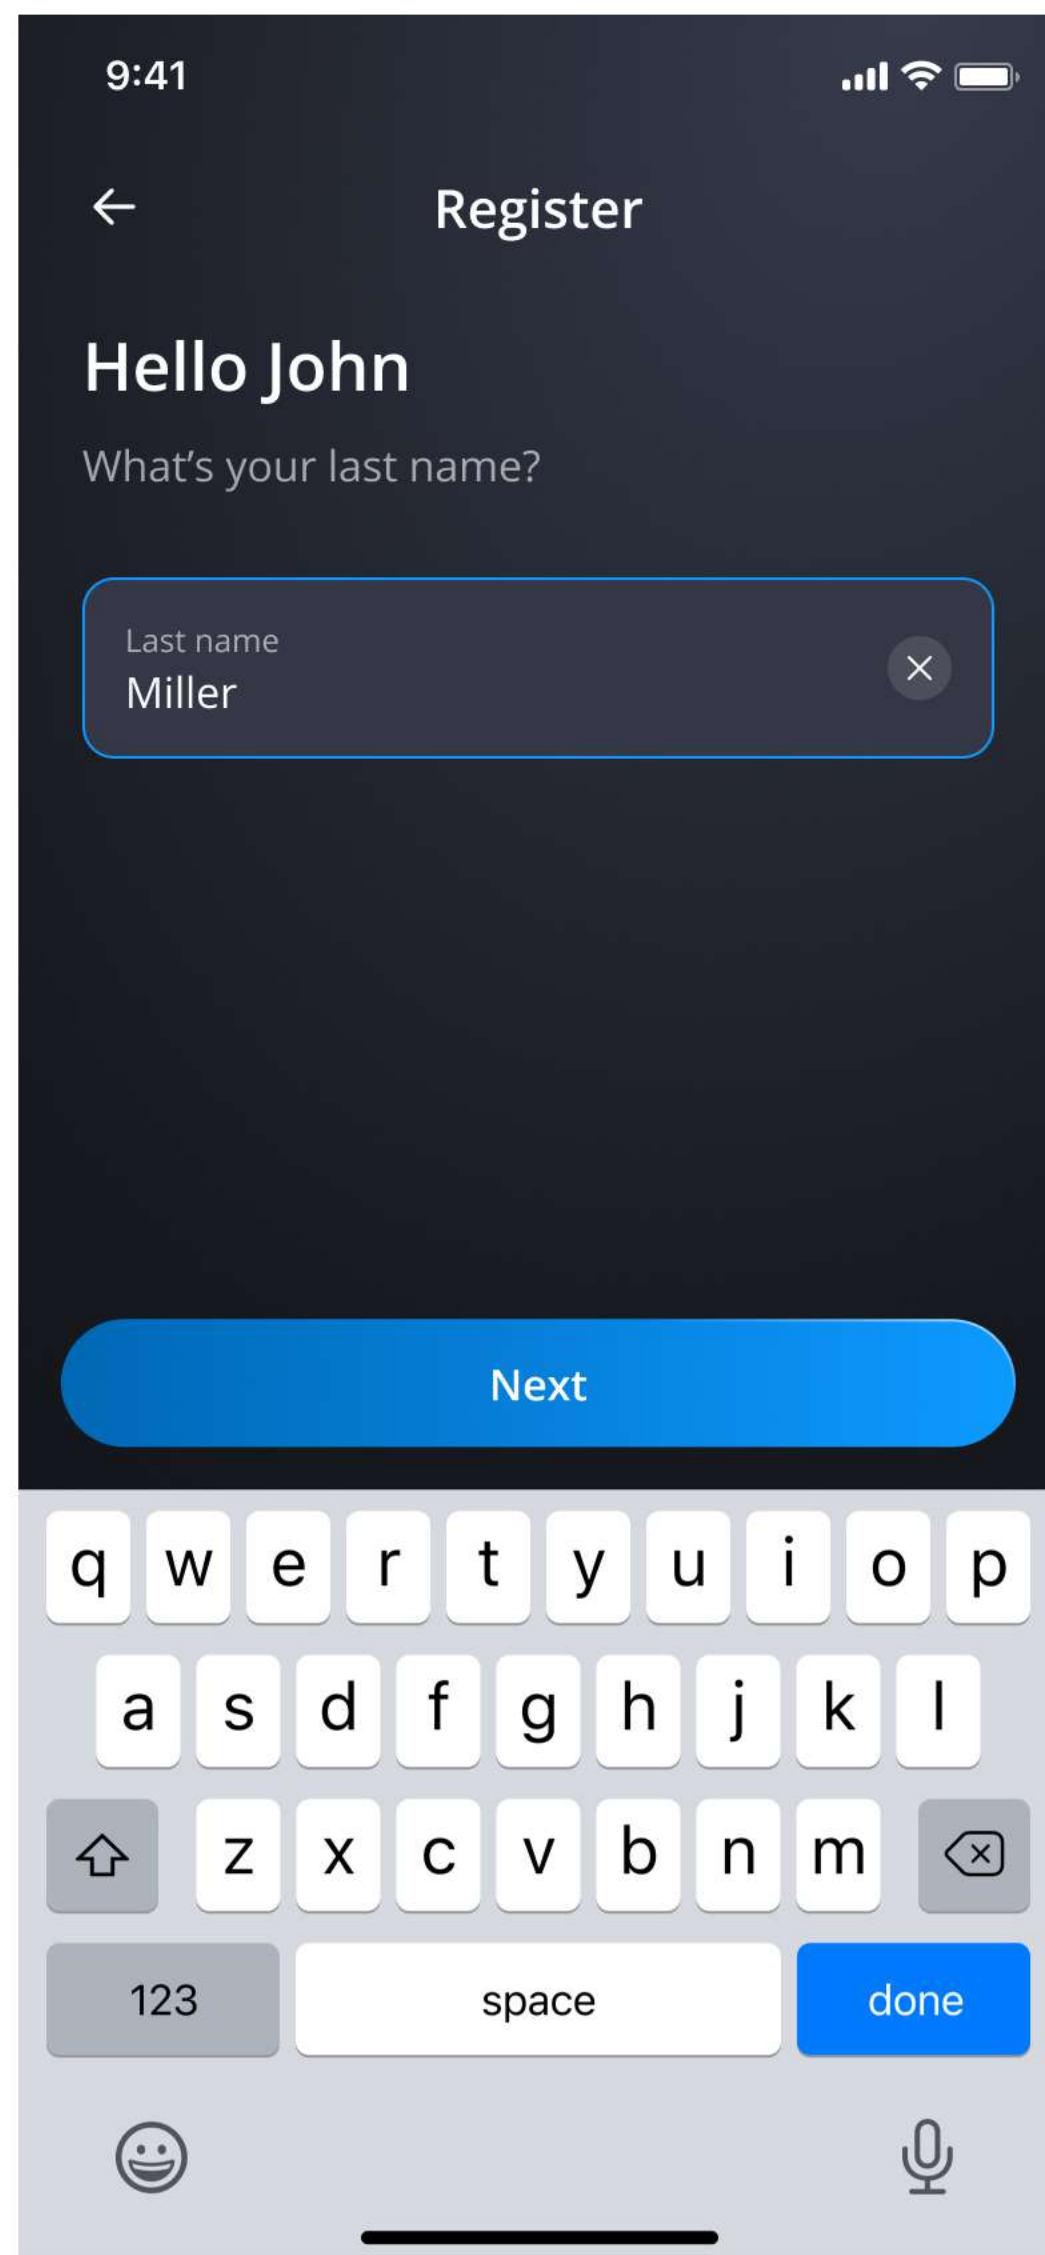 9:41
Register
Hello John
What's your last name?
Last name
Miller
Next
q w e r t y u i o p
a s d f g h j k l
z x c v b n m
123 space done